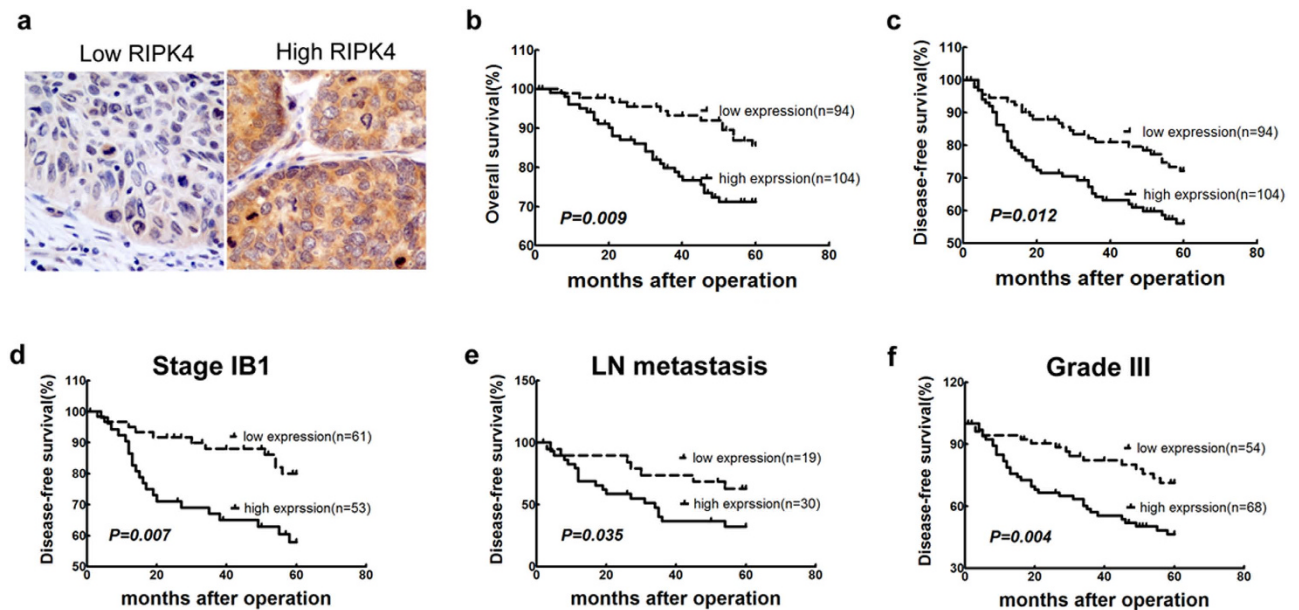 a
Low RIPK4
High RIPK4
b
Overall survival(%)
110
100
90
80
70
60
low expression(n=94)
high exprssion(n=104)
P=0.009
0
20
40
60
80
months after operation
c
Disease-free survival(%)
110
100
90
80
70
60
50
low expression(n=94)
high exprssion(n=104)
P=0.012
0
20
40
60
80
months after operation
d
Stage IB1
Disease-free survival(%)
110
100
90
80
70
60
50
low expression(n=61)
high exprssion(n=53)
P=0.007
0
20
40
60
80
months after operation
e
LN metastasis
Disease-free survival(%)
150
100
50
0
low expression(n=19)
high exprssion(n=30)
P=0.035
0
20
40
60
80
months after operation
f
Grade III
Disease-free survival(%)
120
90
60
30
low expression(n=54)
high exprssion(n=68)
P=0.004
0
20
40
60
80
months after operation